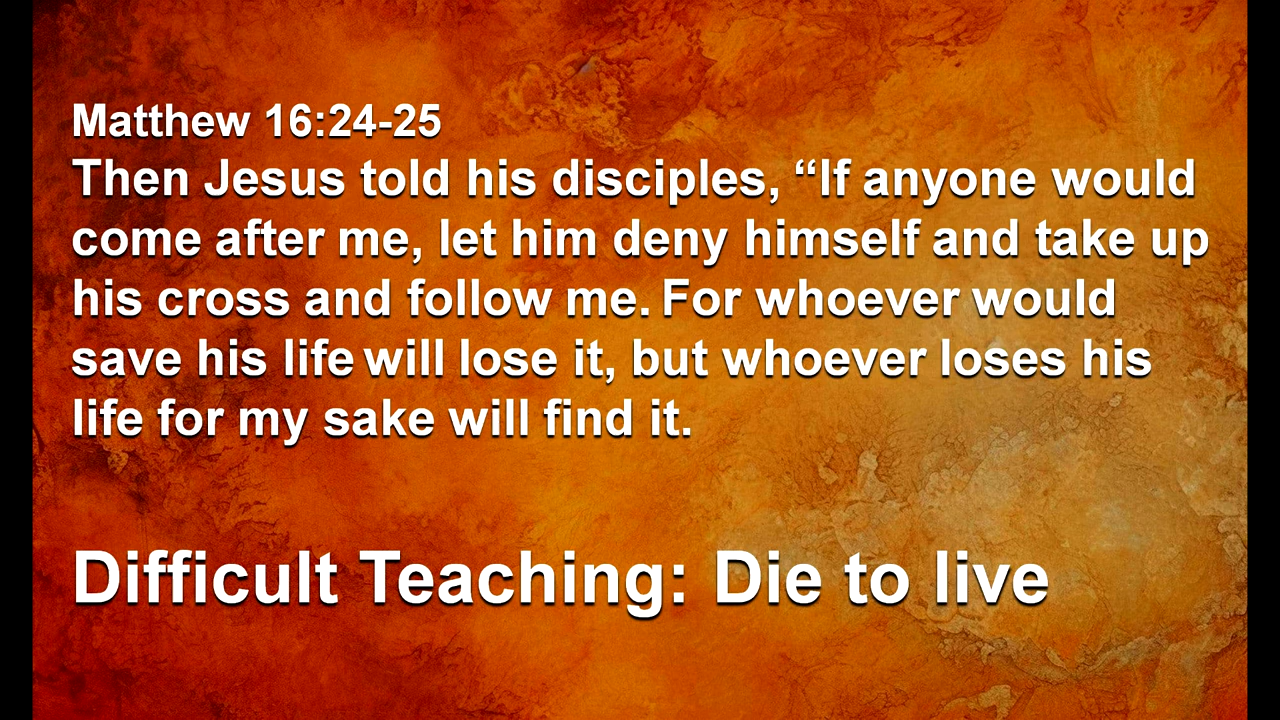 Matthew 16:24-25
Then Jesus told his disciples, “If anyone would
come after me, let him deny himself and take up
his cross and follow me. For whoever would
save his life will lose it, but whoever loses his
life for my sake will find it.
Difficult Teaching: Die to live